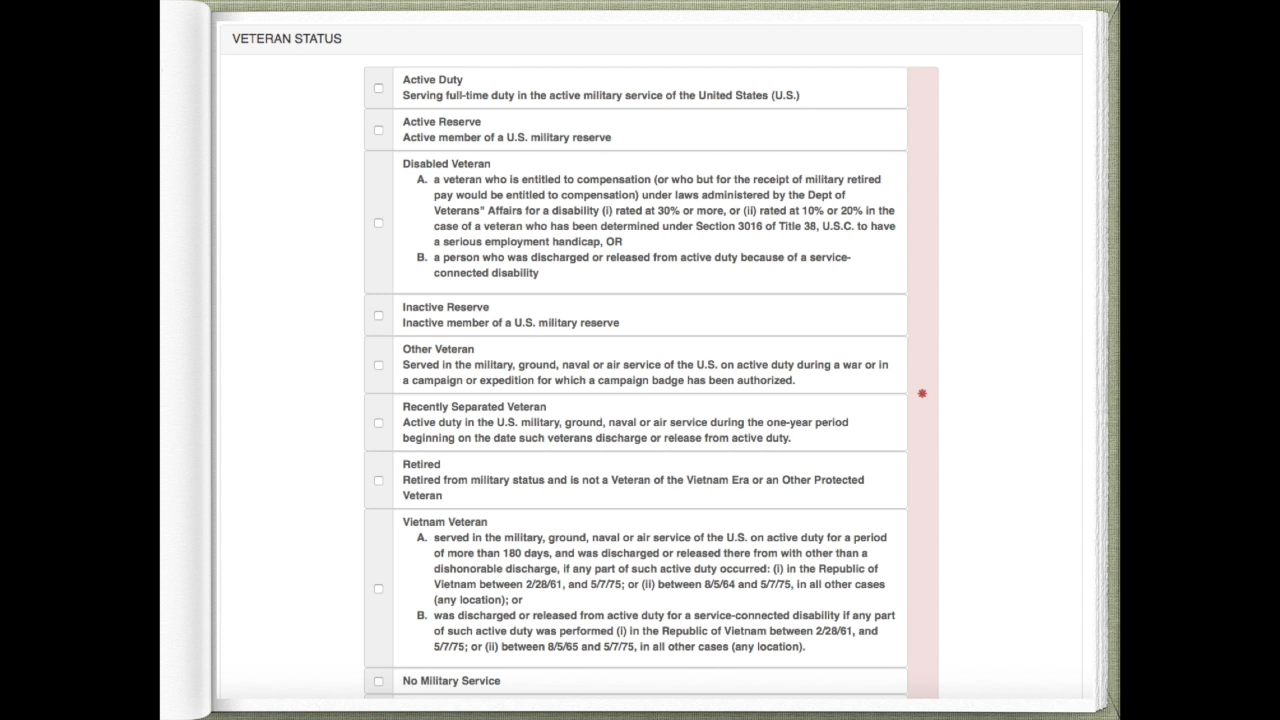 VETERAN STATUS
Active Duty
Serving full-time duty in the active military service of the United States (U.S.)
Active Reserve
Active member of a U.S. military reserve
Disabled Veteran
A. a veteran who is entitled to compensation (or who but for the receipt of military retired
pay would be entitled to compensation) under laws administered by the Dept of
Veterans" Affairs for a disability (i) rated at 30% or more, or (ii) rated at 10% or 20% in the
case of a veteran who has been determined under Section 3016 of Title 38, U.S.C. to have
a serious employment handicap, OR
B. a person who was discharged or released from active duty because of a service-
connected disability
Inactive Reserve
Inactive member of a U.S. military reserve
Other Veteran
Served in the military, ground, naval or air service of the U.S. on active duty during a war or in
a campaign or expedition for which a campaign badge has been authorized.
Recently Separated Veteran
Active duty in the U.S. military, ground, naval or air service during the one-year period
beginning on the date such veterans discharge or release from active duty.
Retired
Retired from military status and is not a Veteran of the Vietnam Era or an Other Protected
Veteran
Vietnam Veteran
A. served in the military, ground, naval or air service of the U.S. on active duty for a period
of more than 180 days, and was discharged or released there from with other than a
dishonorable discharge, if any part of such active duty occurred: (i) in the Republic of
Vietnam between 2/28/61, and 5/7/75; or (ii) between 8/5/64 and 5/7/75, in all other cases
(any location); or
B. was discharged or released from active duty for a service-connected disability if any part
of such active duty was performed (i) in the Republic of Vietnam between 2/28/61, and
5/7/75; or (ii) between 8/5/65 and 5/7/75, in all other cases (any location).
No Military Service